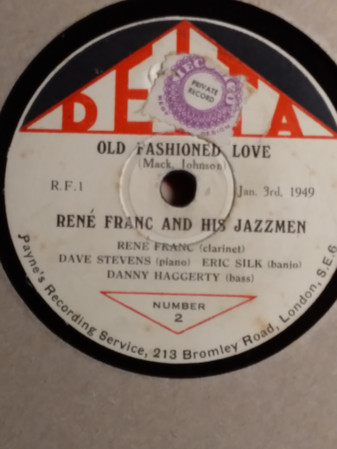 DELTA
MECOLICO
PRIVATE
RECORD
OLD FASHIONED LOVE
(Mack. Johnson)
R.F.1
Jan. 3rd, 1949
RENÉ FRANC AND HIS JAZZMEN
RENE FRANC (clarinet)
DAVE STEVENS (piano) ERIC SILK (banjo)
DANNY HAGGERTY (bass)
NUMBER
2
Payne's Recording Service, 213 Bromley Road, London, S.E.6